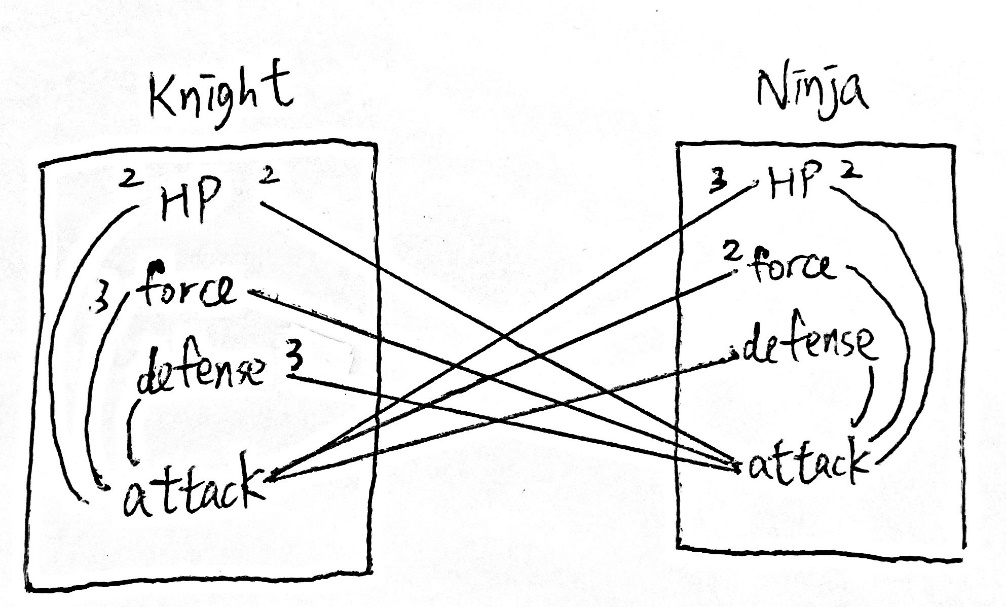 Knight
2 HP 2
3 force
defense 3
attack
Ninja
3 HP 2
2 force
defense
attack